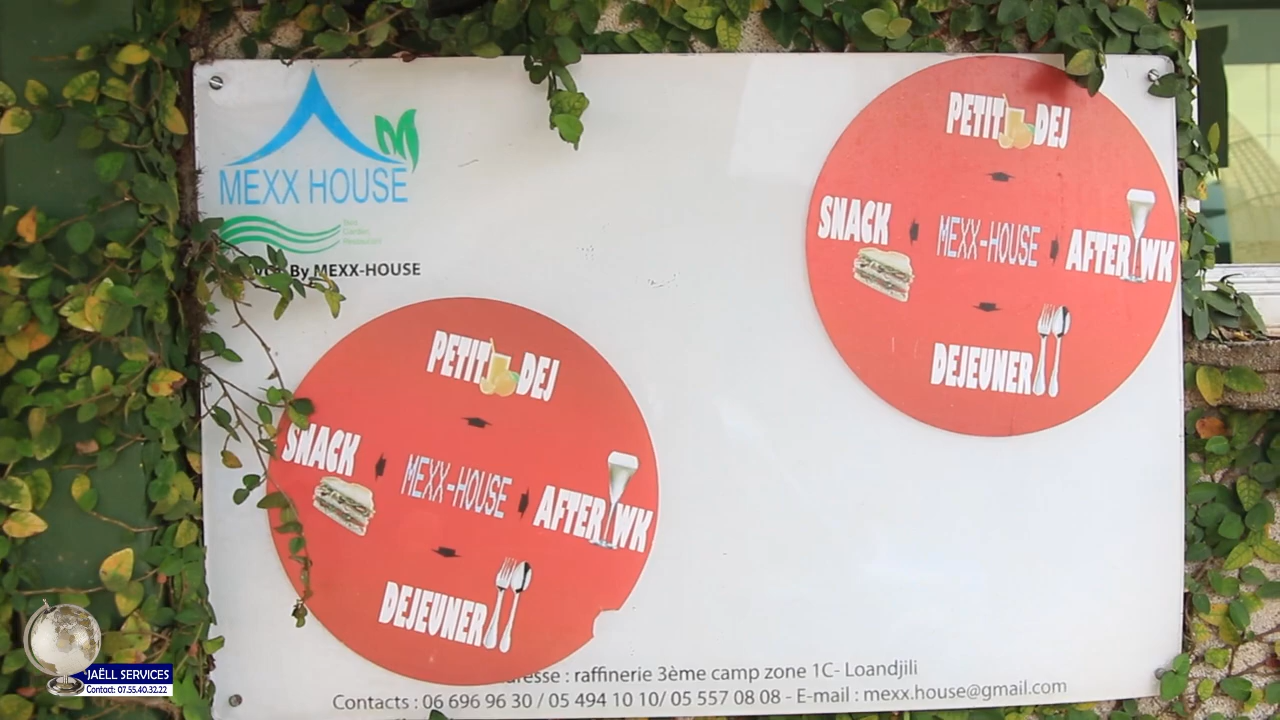 MEXX HOUSE
By MEXX-HOUSE
PETIT DEJ
SNACK
MEXX-HOUSE
AFTER WK
DEJEUNER
PETIT DEJ
SNACK
MEXX-HOUSE
AFTER WK
DEJEUNER
: raffinerie 3ème camp zone 1C- Loandjili
Contacts : 06 696 96 30 / 05 494 10 10/ 05 557 08 08 - E-mail : mexx.house@gmail.com
JAËLL SERVICES
Contact: 07.55.40.32.22